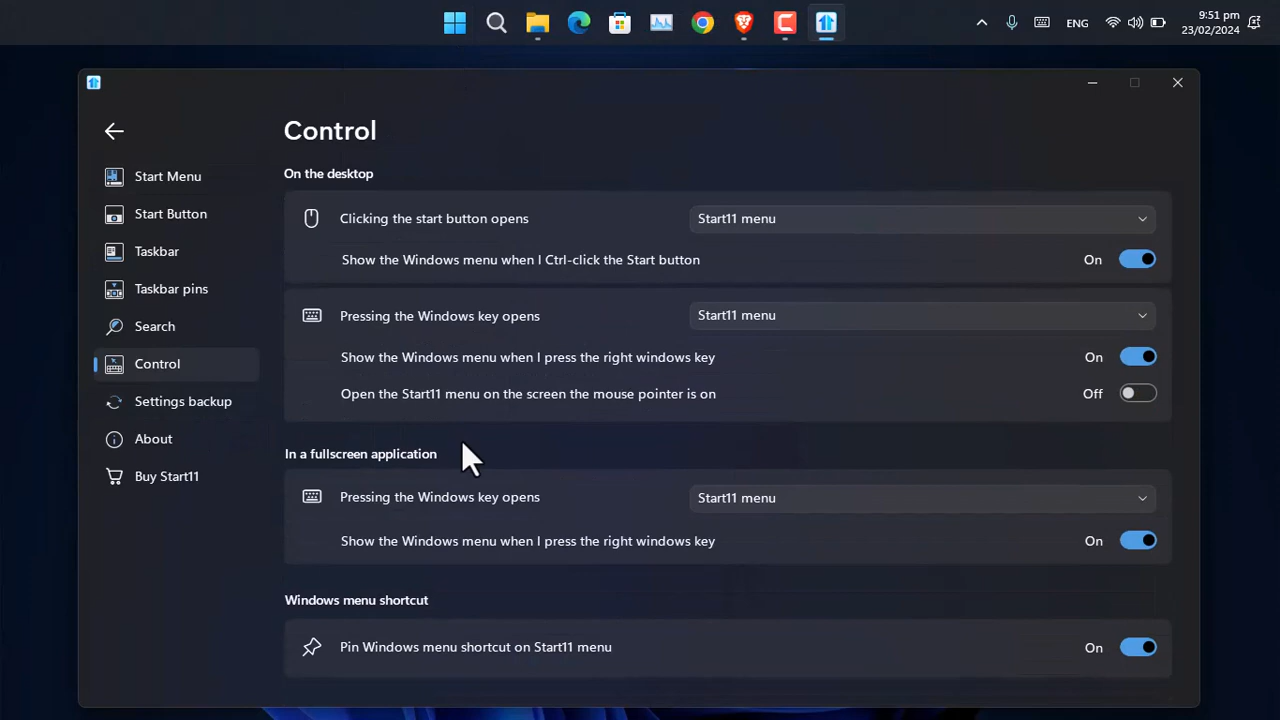 ENG
9:51 pm
23/02/2024
Control
Start Menu
Start Button
Taskbar
Taskbar pins
Search
Control
Settings backup
About
Buy Start11
On the desktop
Clicking the start button opens
Start11 menu
Show the Windows menu when I Ctrl-click the Start button
On
Pressing the Windows key opens
Start11 menu
Show the Windows menu when I press the right windows key
On
Open the Start11 menu on the screen the mouse pointer is on
Off
In a fullscreen application
Pressing the Windows key opens
Start11 menu
Show the Windows menu when I press the right windows key
On
Windows menu shortcut
Pin Windows menu shortcut on Start11 menu
On